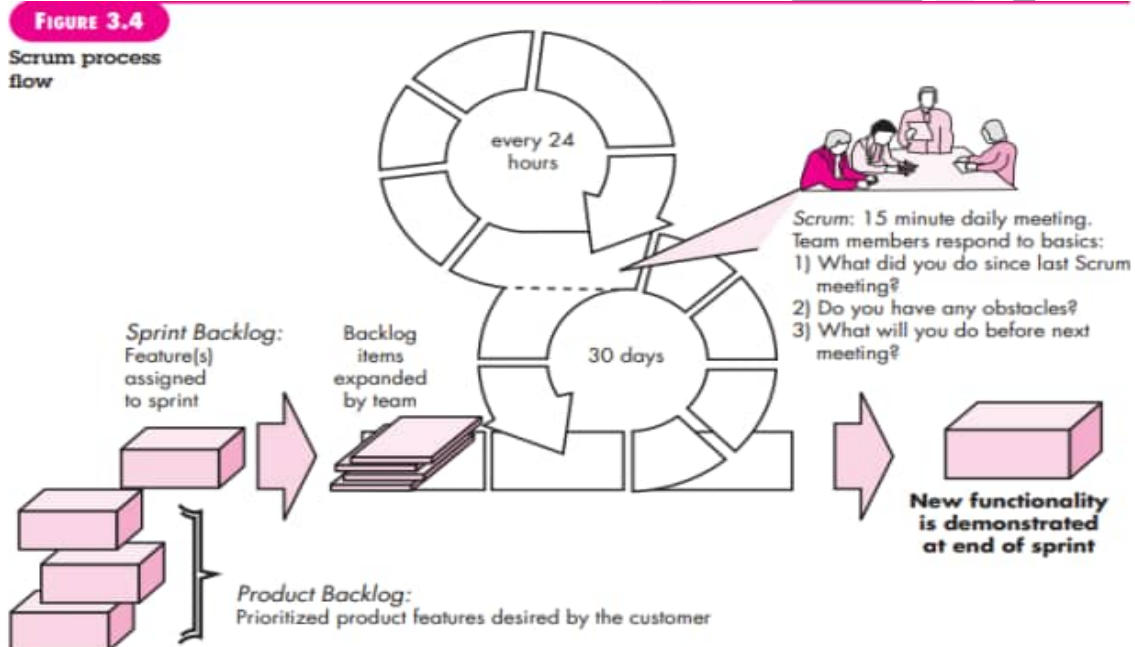 FIGURE 3.4
Scrum process
flow
every 24
hours
Scrum: 15 minute daily meeting.
Team members respond to basics:
1) What did you do since last Scrum
meeting?
2) Do you have any obstacles?
3) What will you do before next
meeting?
30 days
Sprint Backlog:
Feature(s)
assigned
to sprint
Backlog
items
expanded
by team
New functionality
is demonstrated
at end of sprint
Product Backlog:
Prioritized product features desired by the customer